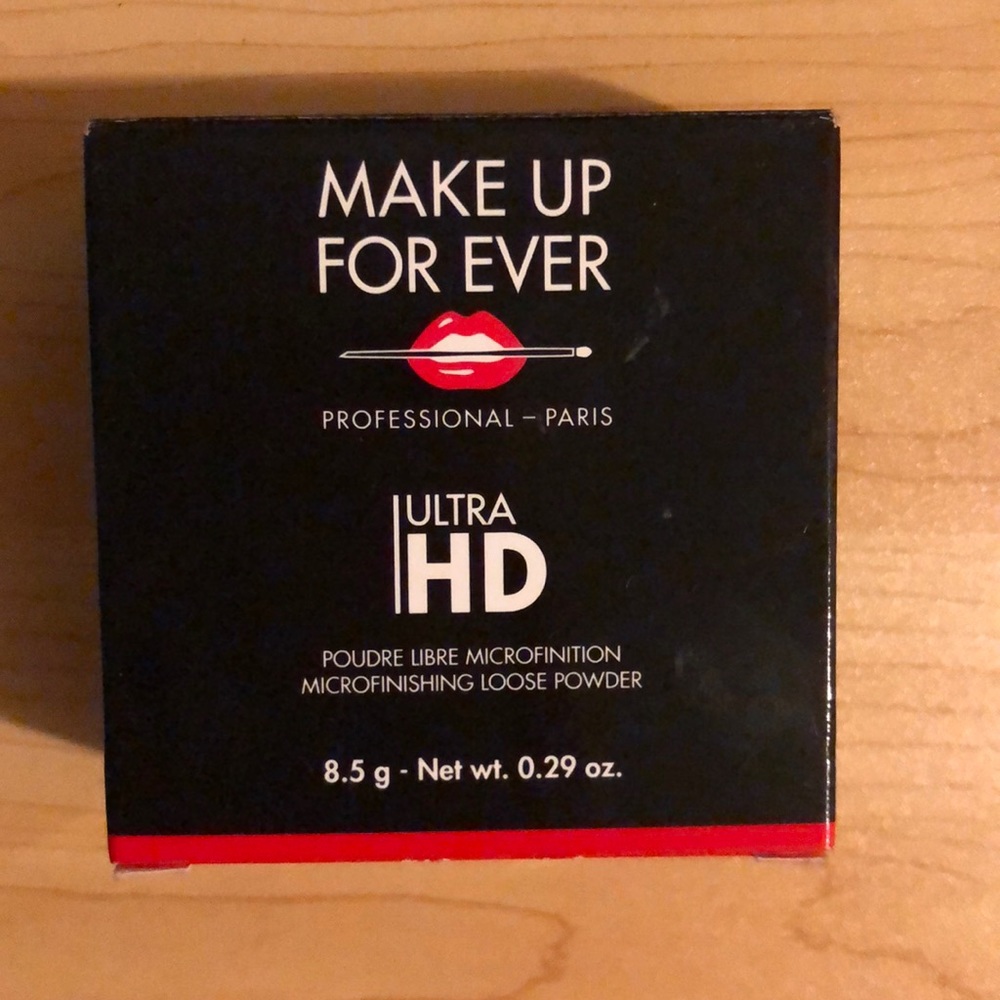 MAKE UP
FOR EVER
PROFESSIONAL – PARIS
ULTRA
HD
POUDRE LIBRE MICROFINITION
MICROFINISHING LOOSE POWDER
8.5 g - Net wt. 0.29 oz.